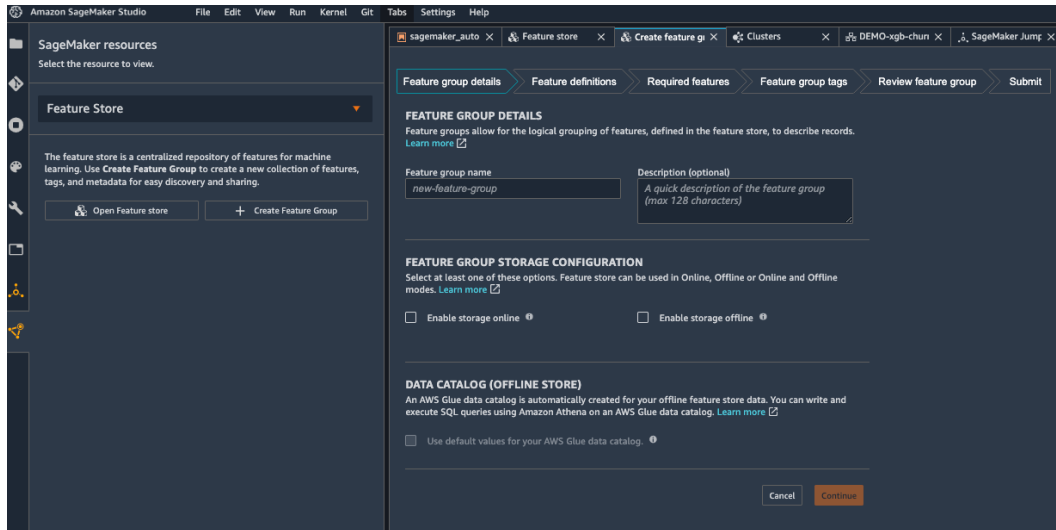 Amazon SageMaker Studio File Edit View Run Kernel Git Tabs Settings Help
SageMaker resources
Select the resource to view.
Feature Store
The feature store is a centralized repository of features for machine
learning. Use Create Feature Group to create a new collection of features,
tags, and metadata for easy discovery and sharing.
Open Feature store
Create Feature Group
sagemaker_auto Feature store Create feature gr Clusters DEMO-xgb-churn SageMaker Jump
Feature group details Feature definitions Required features Feature group tags Review feature group Submit
FEATURE GROUP DETAILS
Feature groups allow for the logical grouping of features, defined in the feature store, to describe records.
Learn more
Feature group name
new-feature-group
Description (optional)
A quick description of the feature group
(max 128 characters)
FEATURE GROUP STORAGE CONFIGURATION
Select at least one of these options. Feature store can be used in Online, Offline or Online and Offline
modes. Learn more
Enable storage online
Enable storage offline
DATA CATALOG (OFFLINE STORE)
An AWS Glue data catalog is automatically created for your offline feature store data. You can write and
execute SQL queries using Amazon Athena on an AWS Glue data catalog. Learn more
Use default values for your AWS Glue data catalog.
Cancel Continue